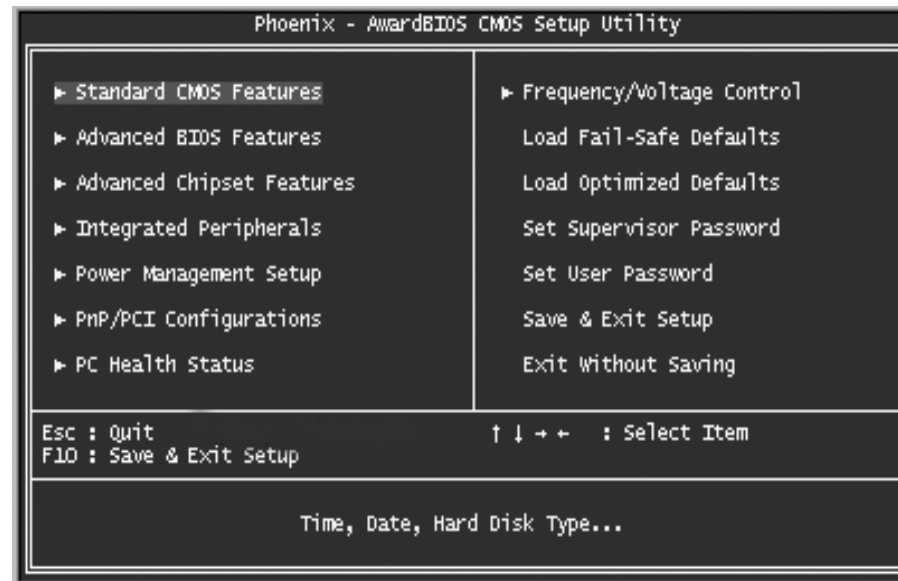 Phoenix - AwardBIOS CMOS Setup Utility
► Standard CMOS Features
► Advanced BIOS Features
► Advanced Chipset Features
► Integrated Peripherals
► Power Management Setup
► PnP/PCI Configurations
► PC Health Status
► Frequency/Voltage Control
Load Fail-Safe Defaults
Load Optimized Defaults
Set Supervisor Password
Set User Password
Save & Exit Setup
Exit Without Saving
Esc : Quit
F10 : Save & Exit Setup
↑ ↓ → ← : Select Item
Time, Date, Hard Disk Type...